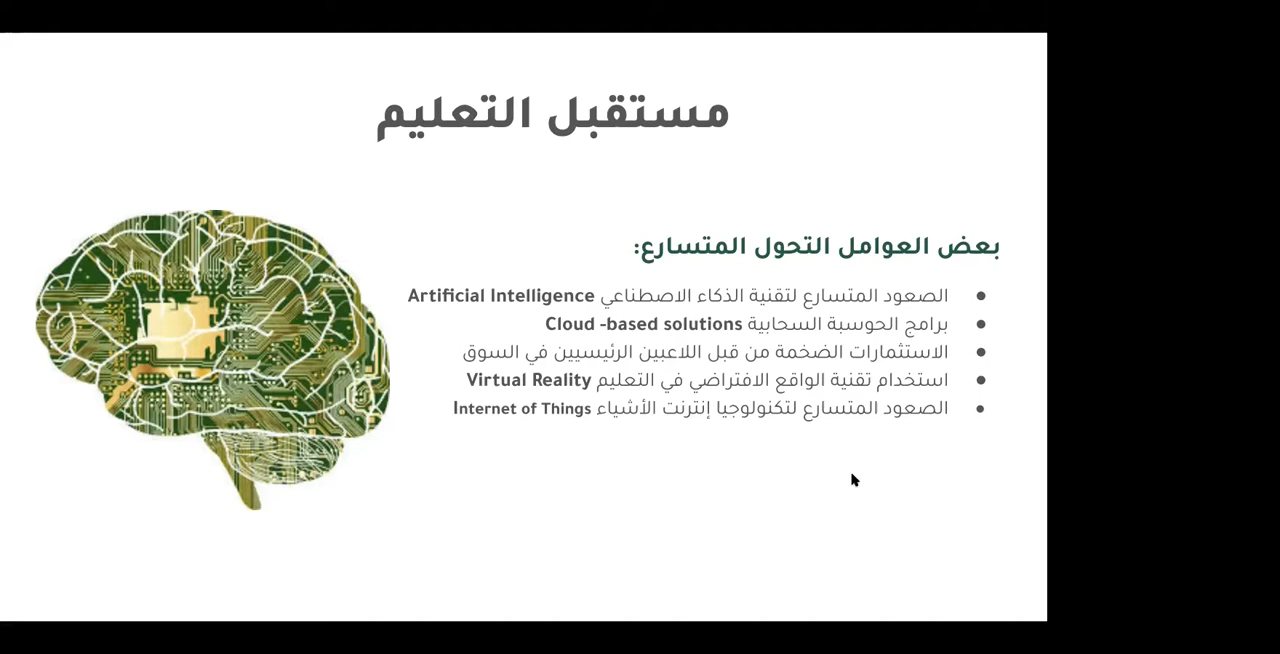 مستقبل التعليم
بعض العوامل التحول المتسارع:
● الصعود المتسارع لتقنية الذكاء الاصطناعي Artificial Intelligence
● برامج الحوسبة السحابية Cloud -based solutions
● الاستثمارات الضخمة من قبل اللاعبين الرئيسيين في السوق
● استخدام تقنية الواقع الافتراضي في التعليم Virtual Reality
● الصعود المتسارع لتكنولوجيا إنترنت الأشياء Internet of Things